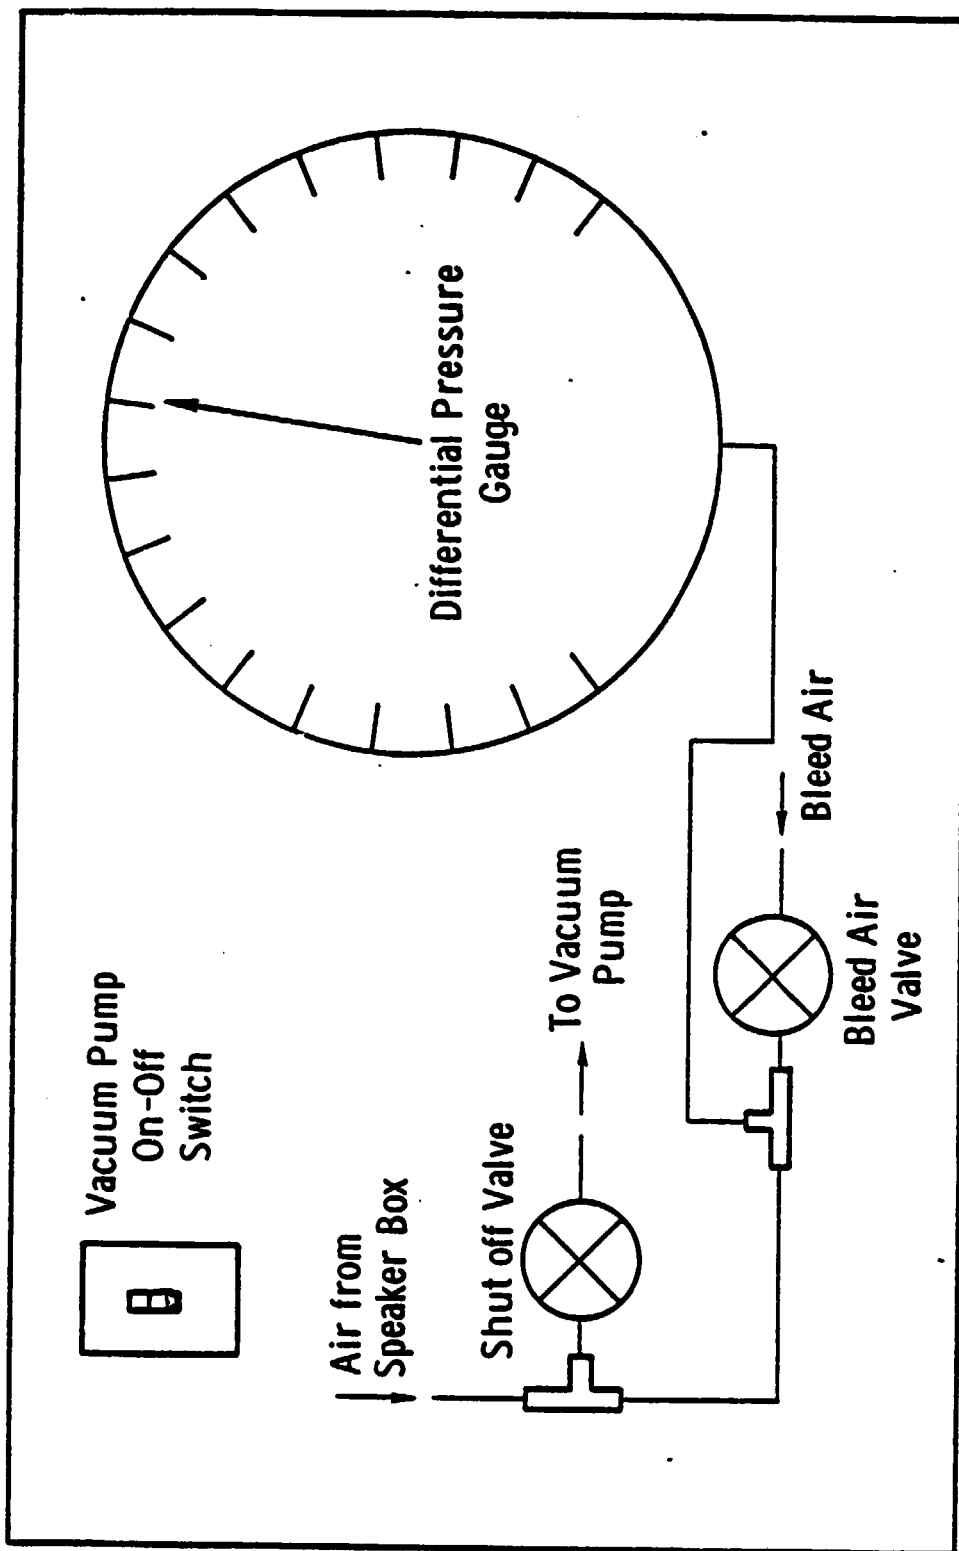 Vacuum Pump
On-Off
Switch
Air from
Speaker Box
Shut off Valve
To Vacuum
Pump
Differential Pressure
Gauge
Bleed Air
Valve
Bleed Air